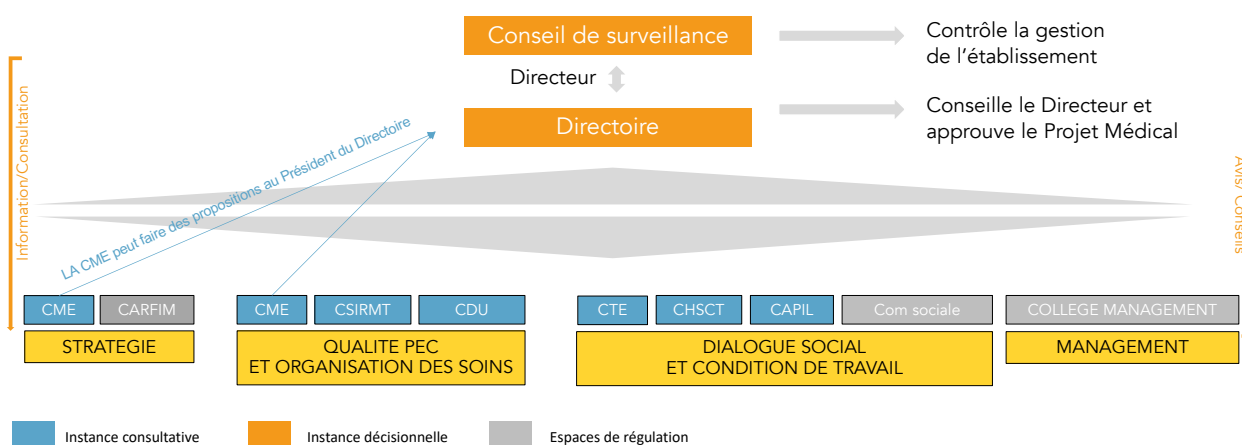 Conseil de surveillance
Contrôle la gestion
de l'établissement
Directeur
Directoire
Conseille le Directeur et
approuve le Projet Médical
Information/Consultation
LA CME peut faire des propositions au Président du Directoire
Avis/ Conseils
CME
CARFIM
CME
CSIRMT
CDU
CTE
CHSCT
CAPIL
Com sociale
COLLEGE MANAGEMENT
STRATEGIE
QUALITE PEC
ET ORGANISATION DES SOINS
DIALOGUE SOCIAL
ET CONDITION DE TRAVAIL
MANAGEMENT
Instance consultative
Instance décisionnelle
Espaces de régulation